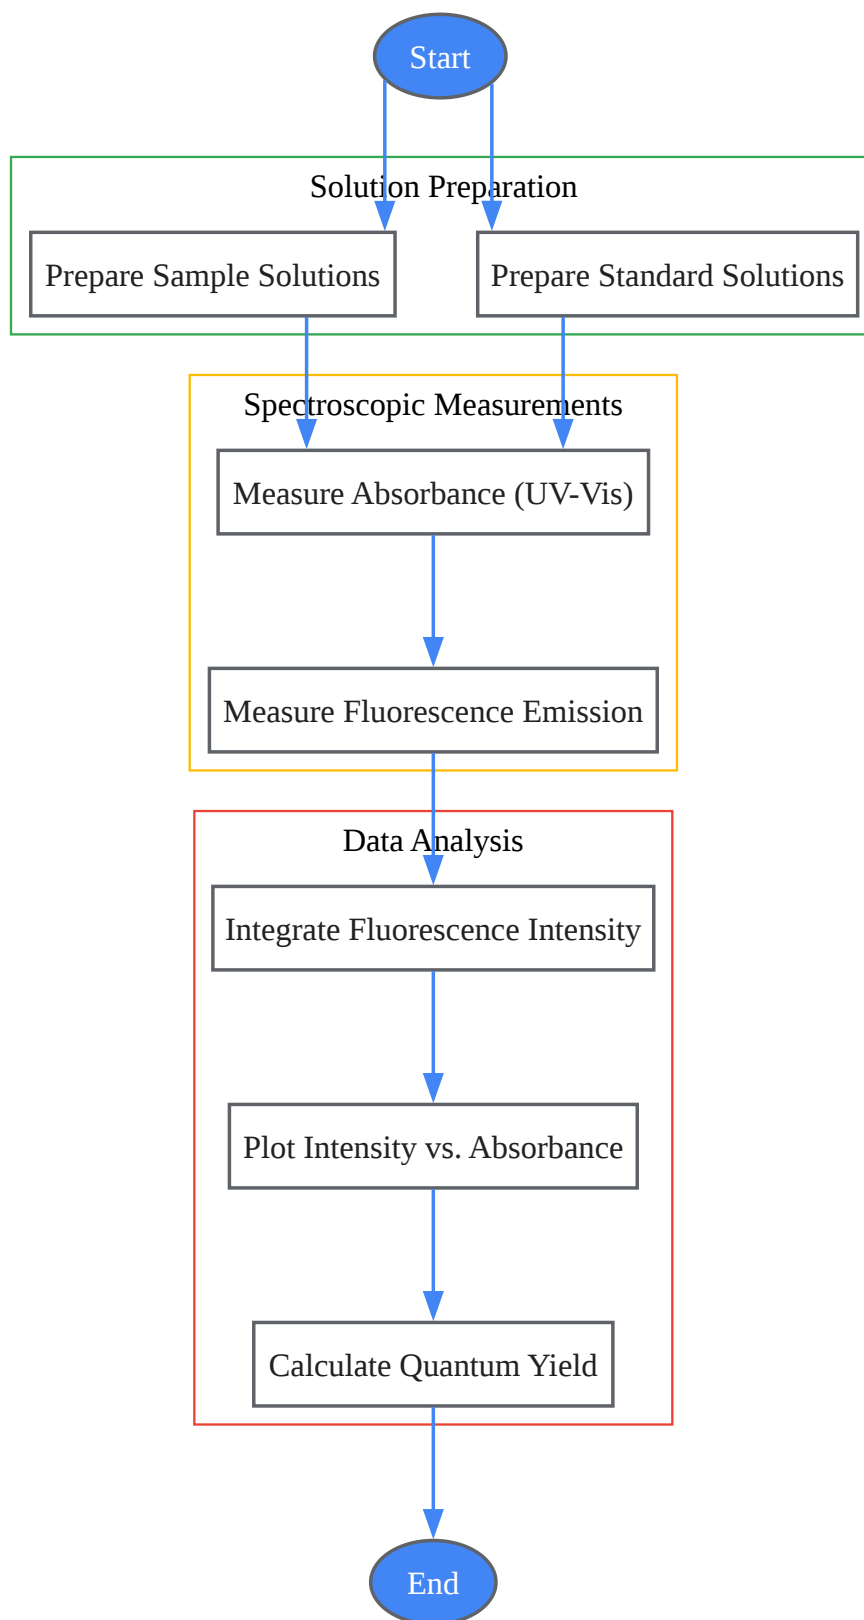 Start
Solution Preparation
Prepare Sample Solutions
Prepare Standard Solutions
Spectroscopic Measurements
Measure Absorbance (UV-Vis)
Measure Fluorescence Emission
Data Analysis
Integrate Fluorescence Intensity
Plot Intensity vs. Absorbance
Calculate Quantum Yield
End